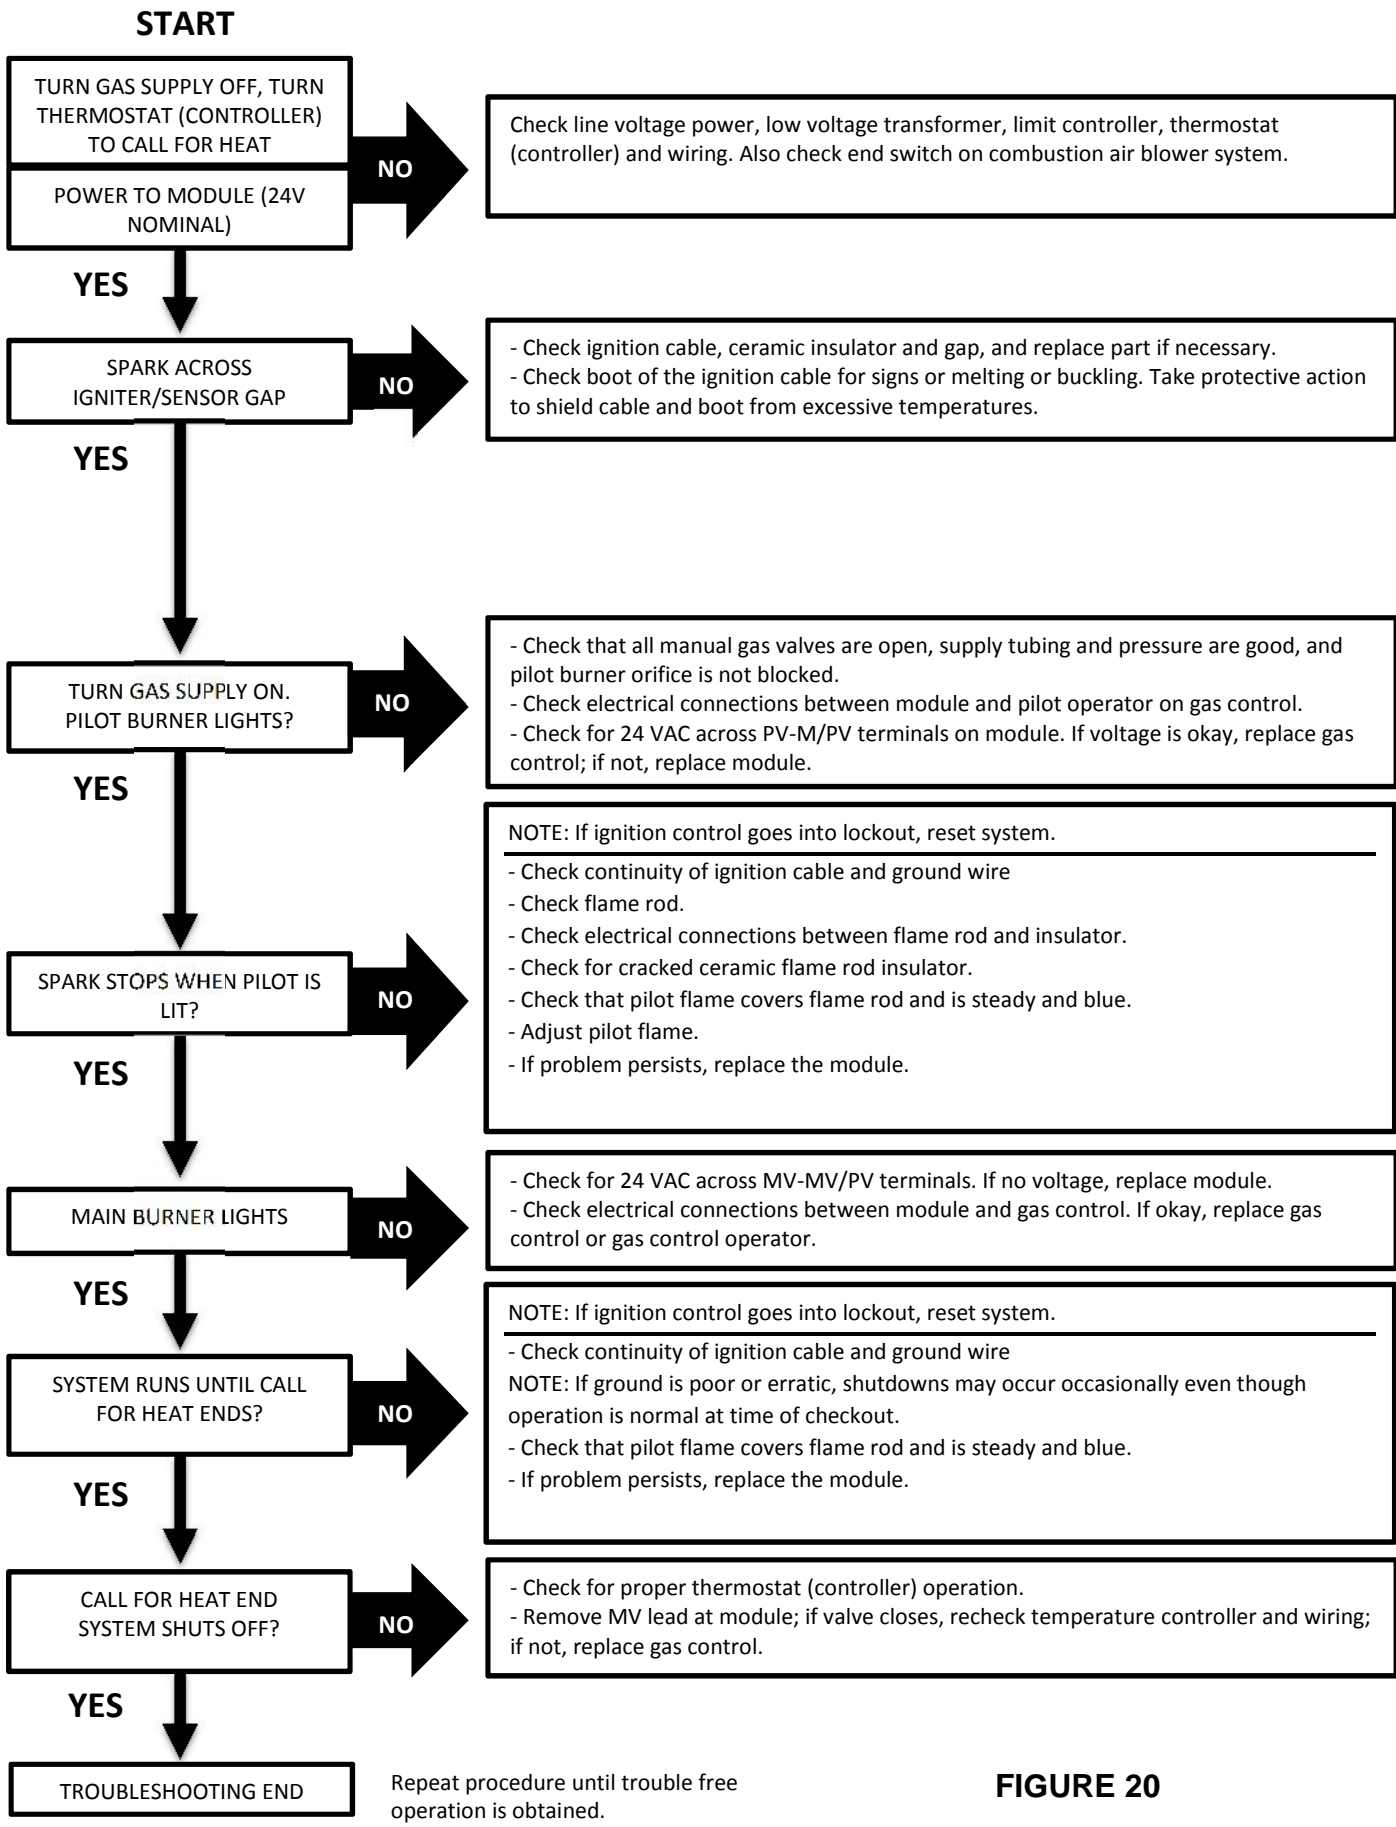 START
TURN GAS SUPPLY OFF, TURN
THERMOSTAT (CONTROLLER)
TO CALL FOR HEAT
POWER TO MODULE (24V
NOMINAL)
NO
Check line voltage power, low voltage transformer, limit controller, thermostat
(controller) and wiring. Also check end switch on combustion air blower system.
YES
SPARK ACROSS
IGNITER/SENSOR GAP
NO
- Check ignition cable, ceramic insulator and gap, and replace part if necessary.
- Check boot of the ignition cable for signs or melting or buckling. Take protective action
to shield cable and boot from excessive temperatures.
YES
TURN GAS SUPPLY ON.
PILOT BURNER LIGHTS?
NO
- Check that all manual gas valves are open, supply tubing and pressure are good, and
pilot burner orifice is not blocked.
- Check electrical connections between module and pilot operator on gas control.
- Check for 24 VAC across PV-M/PV terminals on module. If voltage is okay, replace gas
control; if not, replace module.
YES
SPARK STOPS WHEN PILOT IS
LIT?
NO
NOTE: If ignition control goes into lockout, reset system.
- Check continuity of ignition cable and ground wire
- Check flame rod.
- Check electrical connections between flame rod and insulator.
- Check for cracked ceramic flame rod insulator.
- Check that pilot flame covers flame rod and is steady and blue.
- Adjust pilot flame.
- If problem persists, replace the module.
YES
MAIN BURNER LIGHTS
NO
- Check for 24 VAC across MV-MV/PV terminals. If no voltage, replace module.
- Check electrical connections between module and gas control. If okay, replace gas
control or gas control operator.
YES
SYSTEM RUNS UNTIL CALL
FOR HEAT ENDS?
NO
NOTE: If ignition control goes into lockout, reset system.
- Check continuity of ignition cable and ground wire
NOTE: If ground is poor or erratic, shutdowns may occur occasionally even though
operation is normal at time of checkout.
- Check that pilot flame covers flame rod and is steady and blue.
- If problem persists, replace the module.
YES
CALL FOR HEAT END
SYSTEM SHUTS OFF?
NO
- Check for proper thermostat (controller) operation.
- Remove MV lead at module; if valve closes, recheck temperature controller and wiring;
if not, replace gas control.
YES
TROUBLESHOOTING END
Repeat procedure until trouble free
operation is obtained.
FIGURE 20